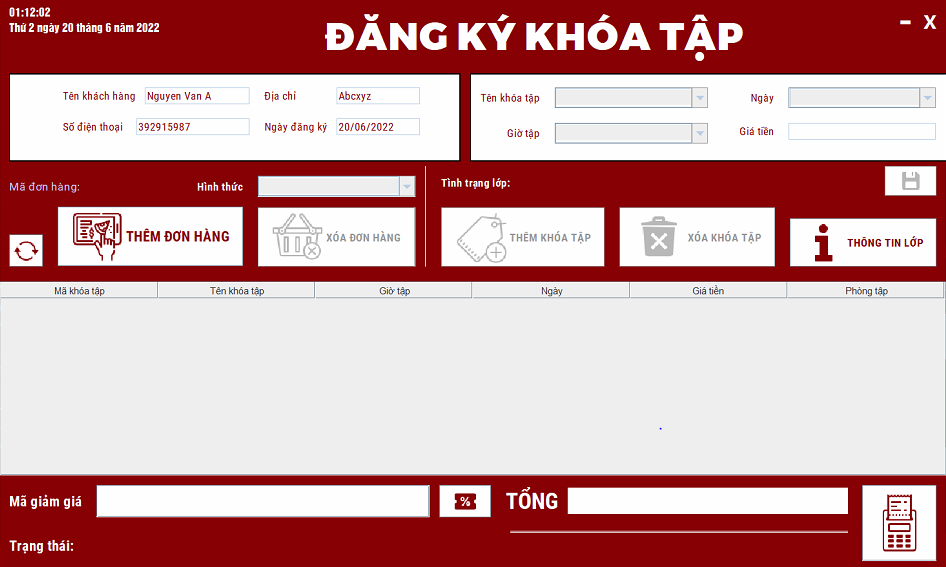 01:12:02
Thứ 2 ngày 20 tháng 6 năm 2022
ĐĂNG KÝ KHÓA TẬP
X
Tên khách hàng Nguyen Van A Địa chỉ Abcxyz
Số điện thoại 392915987 Ngày đăng ký 20/06/2022
Tên khóa tập Ngày
Giờ tập Giá tiền
Mã đơn hàng: Hình thức Tình trạng lớp:
THÊM ĐƠN HÀNG XÓA ĐƠN HÀNG THÊM KHÓA TẬP XÓA KHÓA TẬP THÔNG TIN LỚP
Mã khóa tập Tên khóa tập Giờ tập Ngày Giá tiền Phòng tập
Mã giảm giá % TỔNG
Trạng thái: